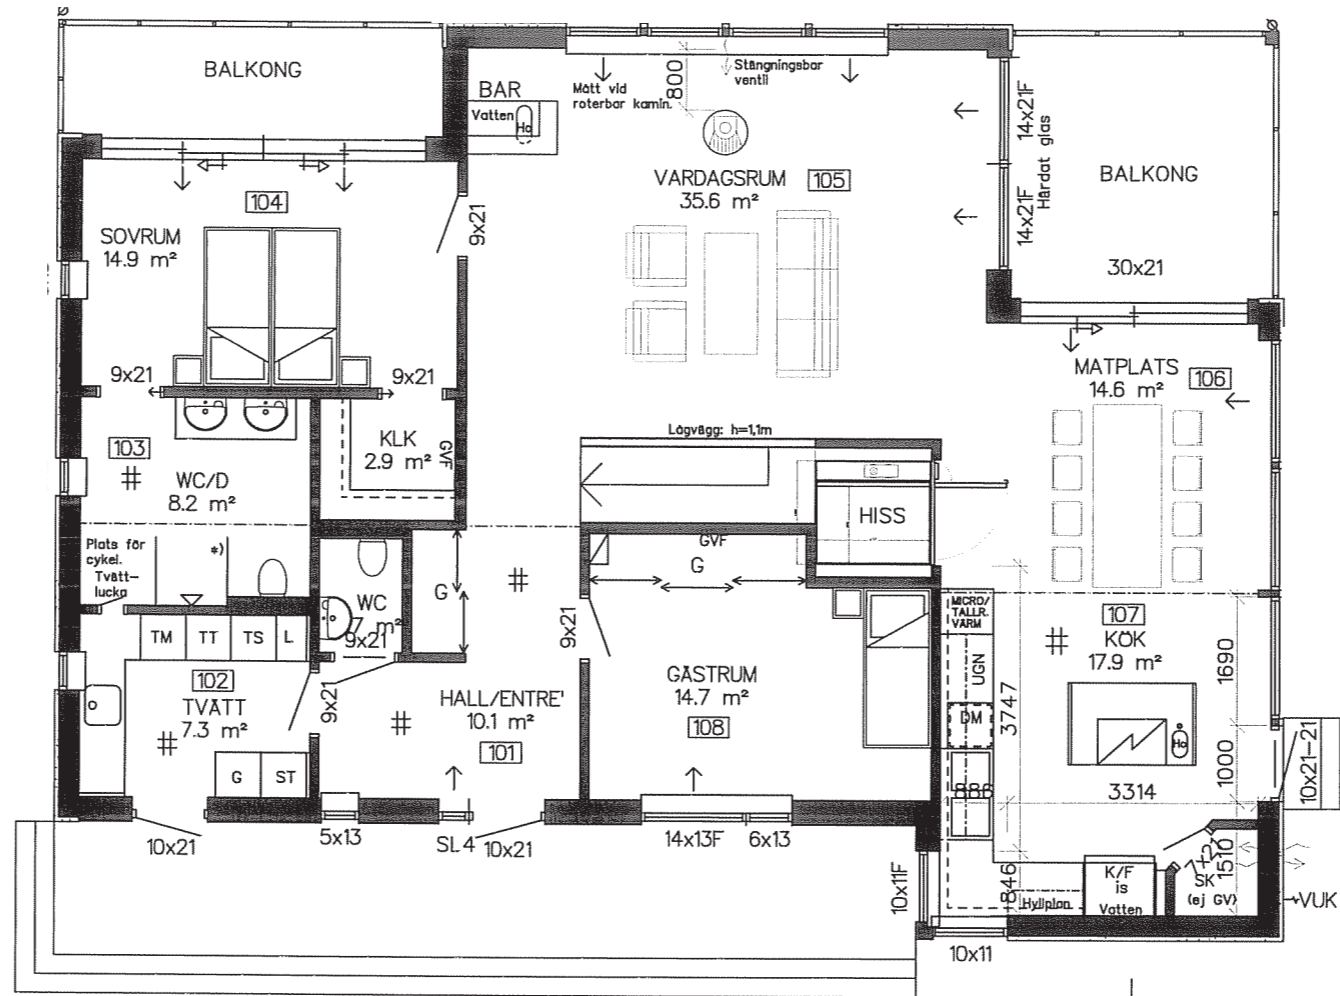 BALKONG
BAR
Vatten
Ho
Mått vid
roterbar kamin.
800
Stängningsbar
ventil
VARDAGSRUM
105
35.6 m²
14x21F
14x21F
Härdat glas
BALKONG
30x21
104
SOVRUM
14.9 m²
9x21
9x21
9x21
MATPLATS
14.6 m²
106
103
WC/D
8.2 m²
KLK
2.9 m²
GVF
Lågvägg: h=1,1m
HISS
Plats för
cykel.
Tvätt-
lucka
*)
WC
9x21
G
GVF
G
9x21
MICRO/
TALLR.
VÄRM
UGN
DM
107
KÖK
17.9 m²
1690
3747
TM
TT
TS
L
102
TVÄTT
7.3 m²
9x21
HALL/ENTRE'
10.1 m²
101
GÄSTRUM
14.7 m²
108
Ho
3314
1000
10x21-21
G
ST
10x21
5x13
SL4
10x21
14x13F
6x13
10x11F
846
Hyllplan
K/F
is
Vatten
SK
(ej GV)
1510
VUK
10x11